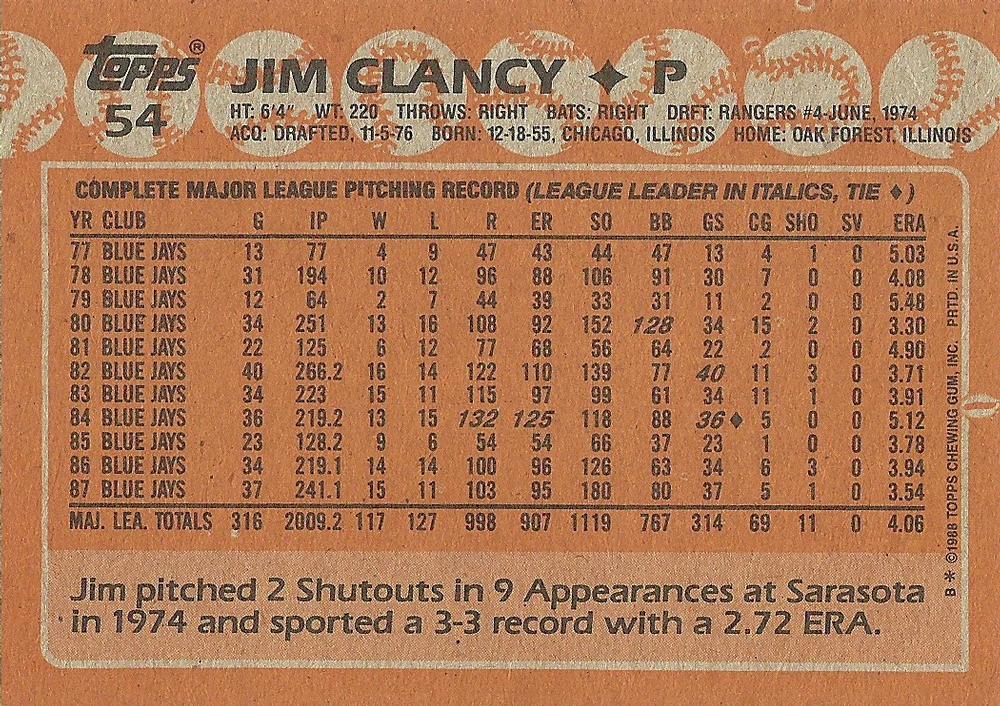 topps®
54
JIM CLANCY ✦ P
HT: 6'4" WT: 220 THROWS: RIGHT BATS: RIGHT DRFT: RANGERS #4-JUNE, 1974
ACQ: DRAFTED, 11-5-76 BORN: 12-18-55, CHICAGO, ILLINOIS HOME: OAK FOREST, ILLINOIS
COMPLETE MAJOR LEAGUE PITCHING RECORD (LEAGUE LEADER IN ITALICS, TIE ♦)
YR CLUB G IP W L R ER SO BB GS CG SHO SV ERA
77 BLUE JAYS 13 77 4 9 47 43 44 47 13 4 1 0 5.03
78 BLUE JAYS 31 194 10 12 96 88 106 91 30 7 0 0 4.08
79 BLUE JAYS 12 64 2 7 44 39 33 31 11 2 0 0 5.48
80 BLUE JAYS 34 251 13 16 108 92 152 128 34 15 2 0 3.30
81 BLUE JAYS 22 125 6 12 77 68 56 64 22 2 0 0 4.90
82 BLUE JAYS 40 266.2 16 14 122 110 139 77 40 11 3 0 3.71
83 BLUE JAYS 34 223 15 11 115 97 99 61 34 11 1 0 3.91
84 BLUE JAYS 36 219.2 13 15 132 125 118 88 36♦ 5 0 0 5.12
85 BLUE JAYS 23 128.2 9 6 54 54 66 37 23 1 0 0 3.78
86 BLUE JAYS 34 219.1 14 14 100 96 126 63 34 6 3 0 3.94
87 BLUE JAYS 37 241.1 15 11 103 95 180 80 37 5 1 0 3.54
MAJ. LEA. TOTALS 316 2009.2 117 127 998 907 1119 767 314 69 11 0 4.06
Jim pitched 2 Shutouts in 9 Appearances at Sarasota
in 1974 and sported a 3-3 record with a 2.72 ERA.
B* ©1988 TOPPS CHEWING GUM, INC. PRTD. IN U.S.A.